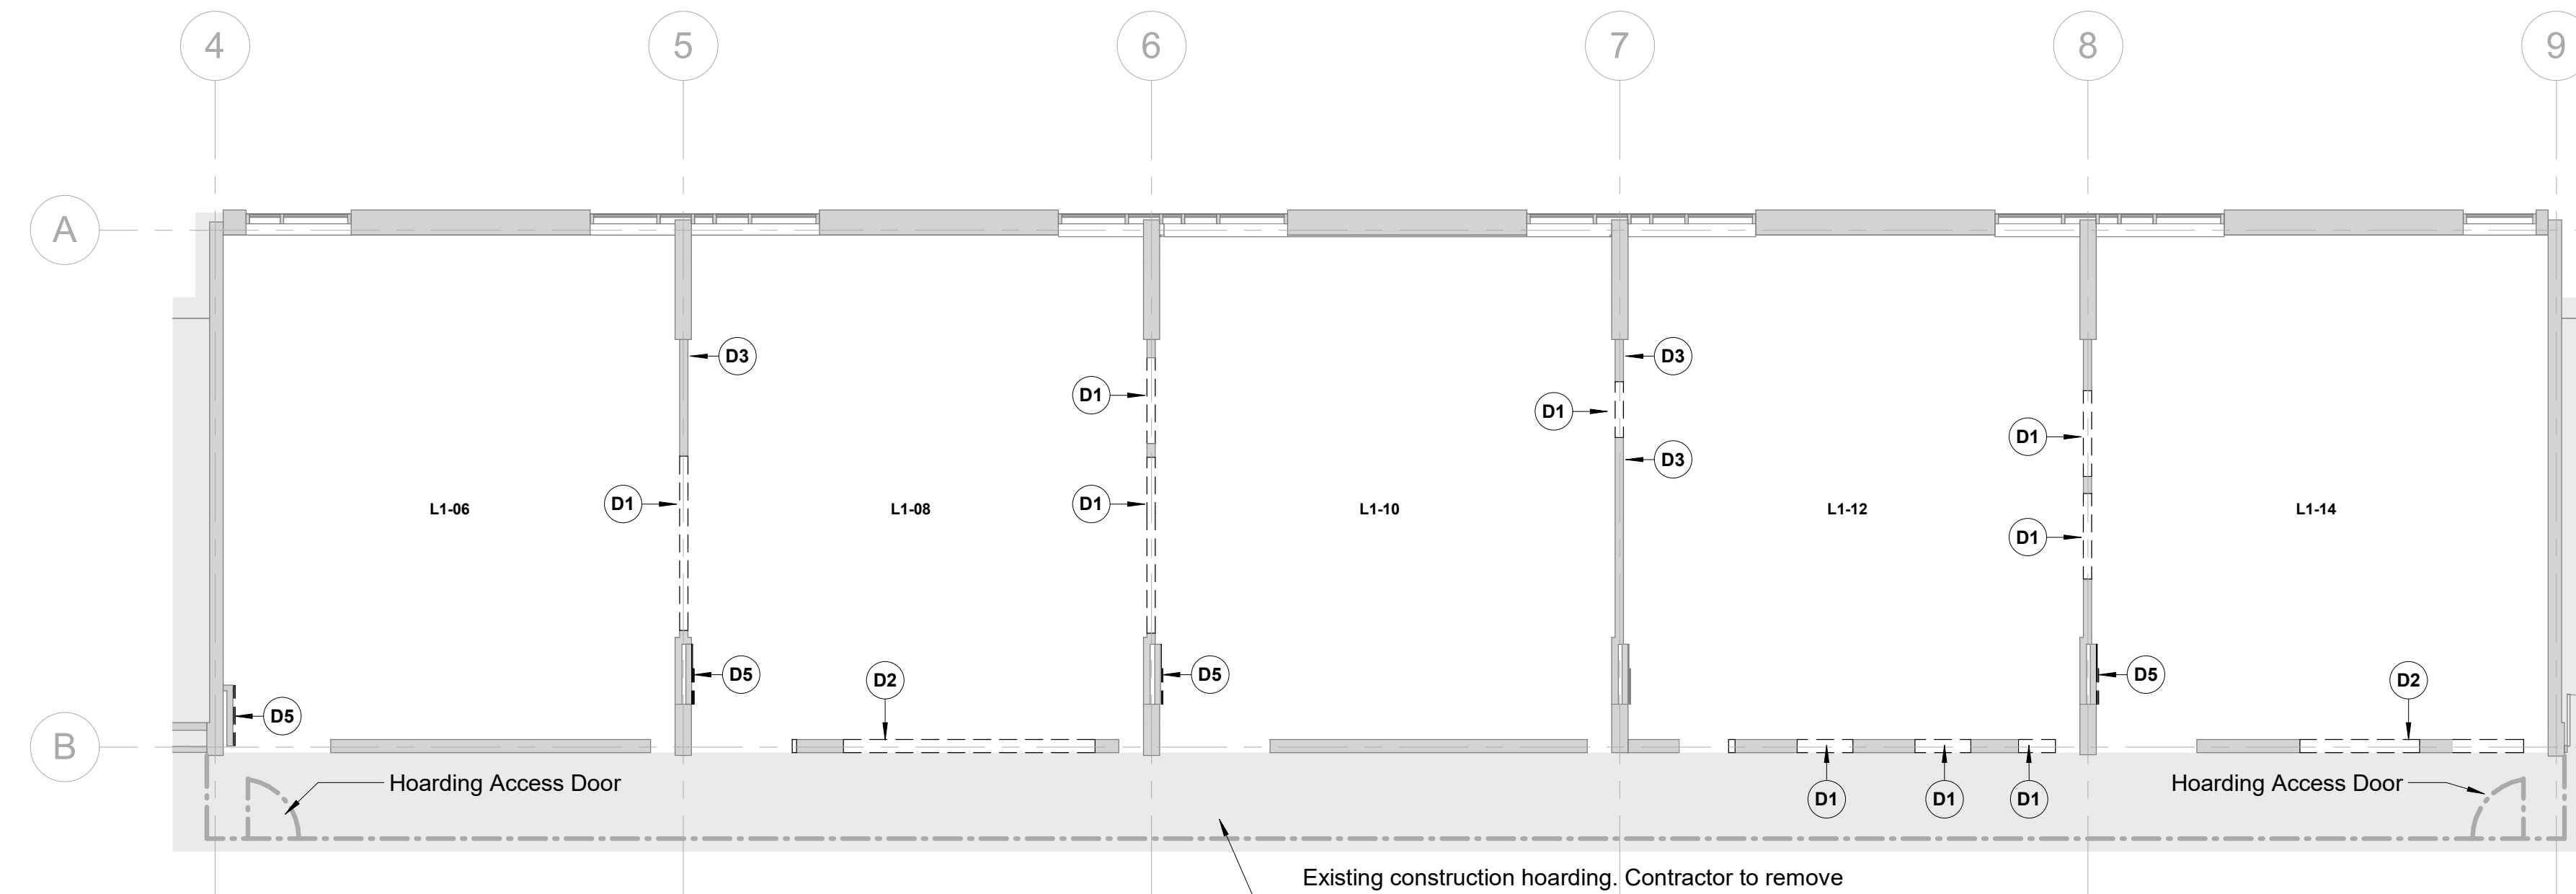 4 5 6 7 8 9
A
D3 D3
D1
D1
D1
D3
D1 D1
L1-06 L1-08 L1-10 L1-12 L1-14
D1
D5 D5 D5
D2 D2
D5
B
Hoarding Access Door Hoarding Access Door
D1 D1 D1
Existing construction hoarding. Contractor to remove